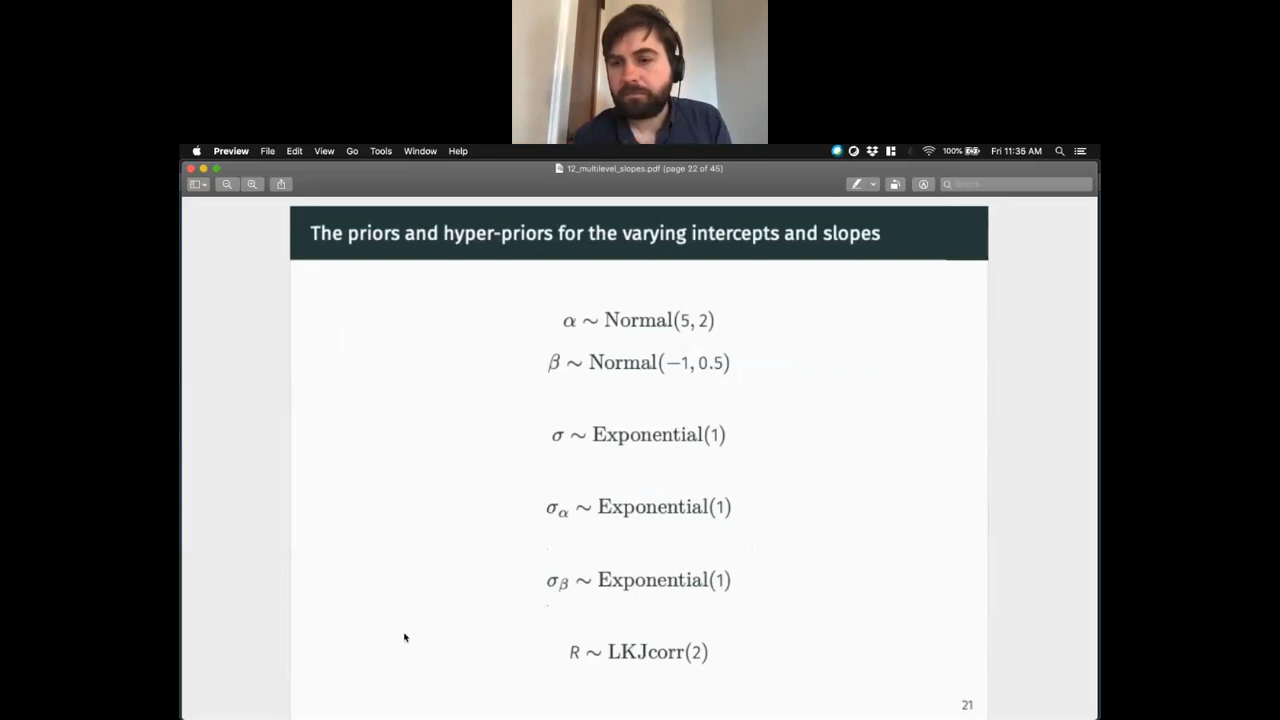 Preview File Edit View Go Tools Window Help 100% Fri 11:35 AM
12_multilevel_slopes.pdf (page 22 of 45)
Search
The priors and hyper-priors for the varying intercepts and slopes
α ∼ Normal(5, 2)
β ∼ Normal(−1, 0.5)
σ ∼ Exponential(1)
σα ∼ Exponential(1)
σβ ∼ Exponential(1)
R ∼ LKJcorr(2)
21